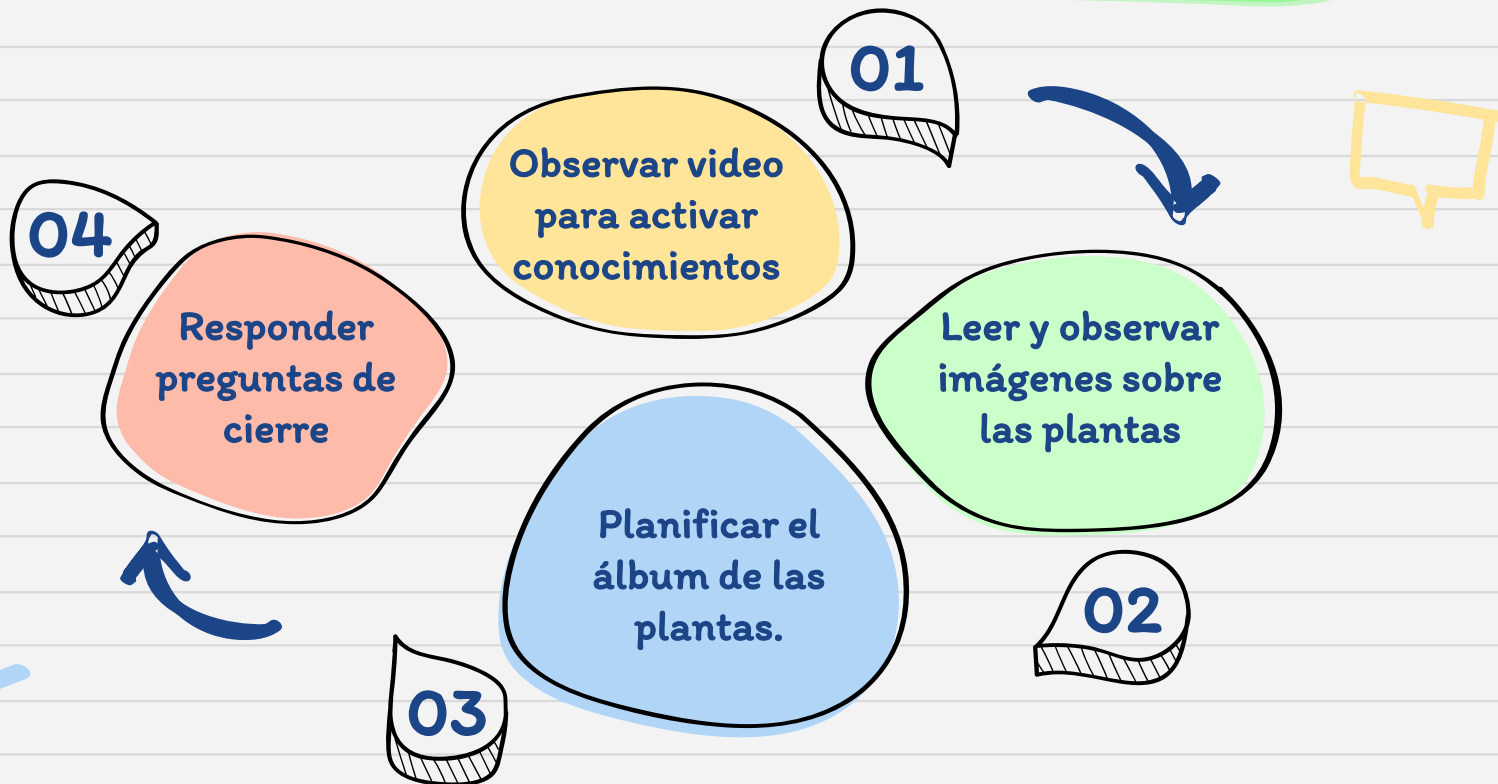 01
Observar video
para activar
conocimientos
02
Leer y observar
imágenes sobre
las plantas
03
Planificar el
álbum de las
plantas.
04
Responder
preguntas de
cierre